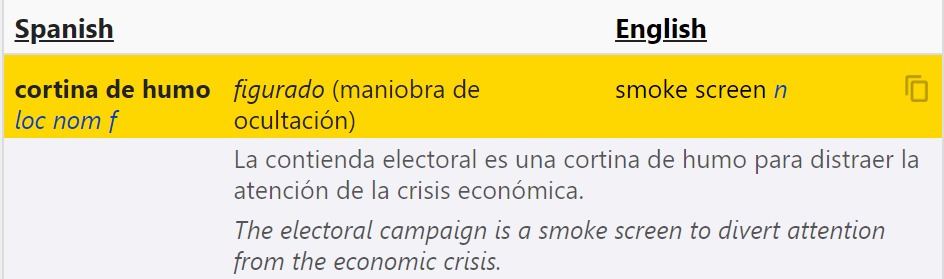 Spanish English
cortina de humo figurado (maniobra de smoke screen n
loc nom f ocultación)
La contienda electoral es una cortina de humo para distraer la
atención de la crisis económica.
The electoral campaign is a smoke screen to divert attention
from the economic crisis.